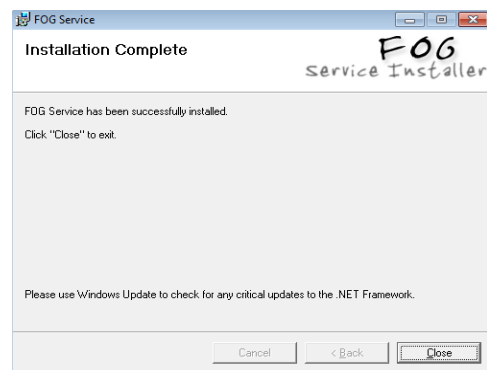 FOG Service
Installation Complete
FOG
Service Installer
FOG Service has been successfully installed.
Click "Close" to exit.
Please use Windows Update to check for any critical updates to the .NET Framework.
Cancel
< Back
Close